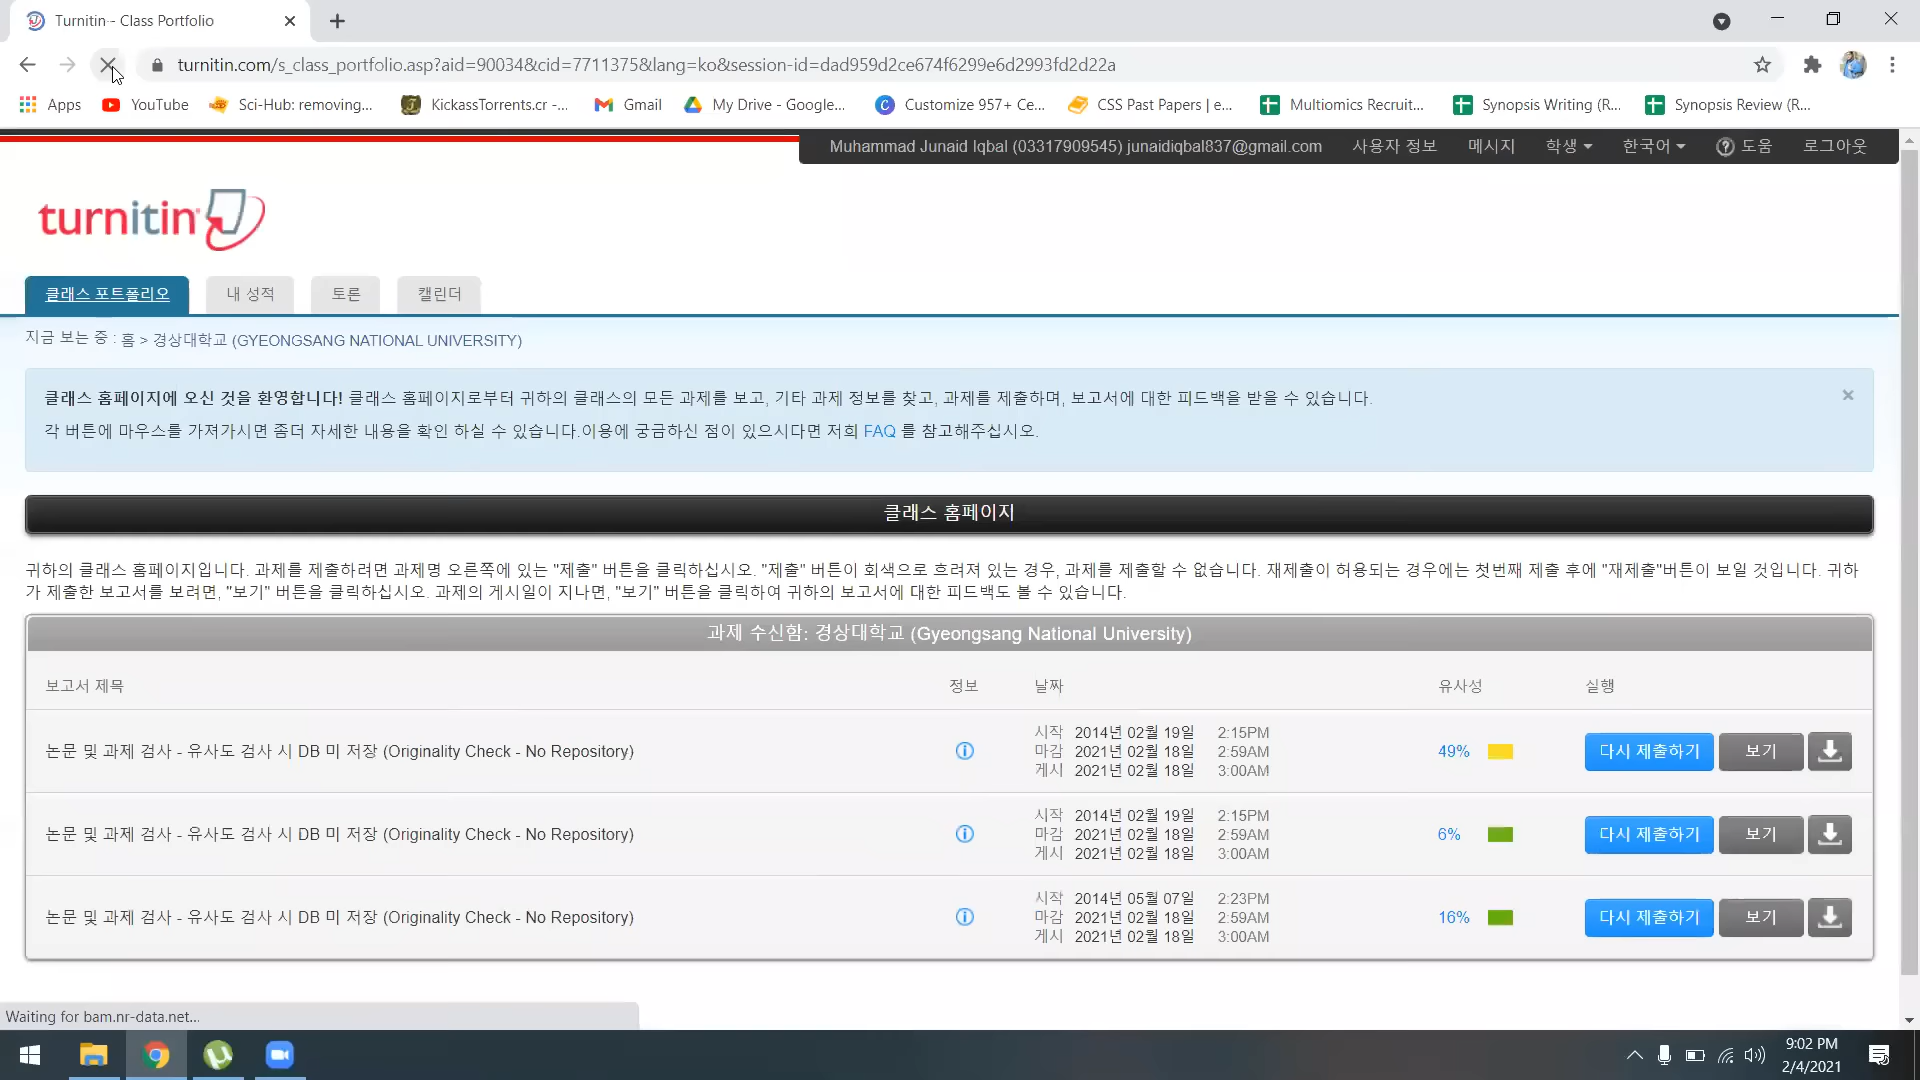 Turnitin - Class Portfolio
turnitin.com/s_class_portfolio.asp?aid=90034&cid=7711375&lang=ko&session-id=dad959d2ce674f6299e6d2993fd2d22a
Apps YouTube Sci-Hub: removing... KickassTorrents.cr -... Gmail My Drive - Google... Customize 957+ Ce... CSS Past Papers | e... Multiomics Recruit... Synopsis Writing (R... Synopsis Review (R...
Muhammad Junaid Iqbal (03317909545) junaidiqbal837@gmail.com 사용자 정보 메시지 학생 한국어 도움 로그아웃
turnitin
클래스 포트폴리오 내 성적 토론 캘린더
지금 보는 중 : 홈 > 경상대학교 (GYEONGSANG NATIONAL UNIVERSITY)
클래스 홈페이지에 오신 것을 환영합니다! 클래스 홈페이지로부터 귀하의 클래스의 모든 과제를 보고, 기타 과제 정보를 찾고, 과제를 제출하며, 보고서에 대한 피드백을 받을 수 있습니다.
각 버튼에 마우스를 가져가시면 좀더 자세한 내용을 확인 하실 수 있습니다.이용에 궁금하신 점이 있으시다면 저희 FAQ 를 참고해주십시오.
클래스 홈페이지
귀하의 클래스 홈페이지입니다. 과제를 제출하려면 과제명 오른쪽에 있는 "제출" 버튼을 클릭하십시오. "제출" 버튼이 회색으로 흐려져 있는 경우, 과제를 제출할 수 없습니다. 재제출이 허용되는 경우에는 첫번째 제출 후에 "재제출"버튼이 보일 것입니다. 귀하
가 제출한 보고서를 보려면, "보기" 버튼을 클릭하십시오. 과제의 게시일이 지나면, "보기" 버튼을 클릭하여 귀하의 보고서에 대한 피드백도 볼 수 있습니다.
과제 수신함: 경상대학교 (Gyeongsang National University)
보고서 제목 정보 날짜 유사성 실행
시작 2014년 02월 19일 2:15PM
논문 및 과제 검사 - 유사도 검사 시 DB 미 저장 (Originality Check - No Repository) 마감 2021년 02월 18일 2:59AM 49% 다시 제출하기 보기
게시 2021년 02월 18일 3:00AM
시작 2014년 02월 19일 2:15PM
논문 및 과제 검사 - 유사도 검사 시 DB 미 저장 (Originality Check - No Repository) 마감 2021년 02월 18일 2:59AM 6% 다시 제출하기 보기
게시 2021년 02월 18일 3:00AM
시작 2014년 05월 07일 2:23PM
논문 및 과제 검사 - 유사도 검사 시 DB 미 저장 (Originality Check - No Repository) 마감 2021년 02월 18일 2:59AM 16% 다시 제출하기 보기
게시 2021년 02월 18일 3:00AM
Waiting for bam.nr-data.net...
9:02 PM
2/4/2021